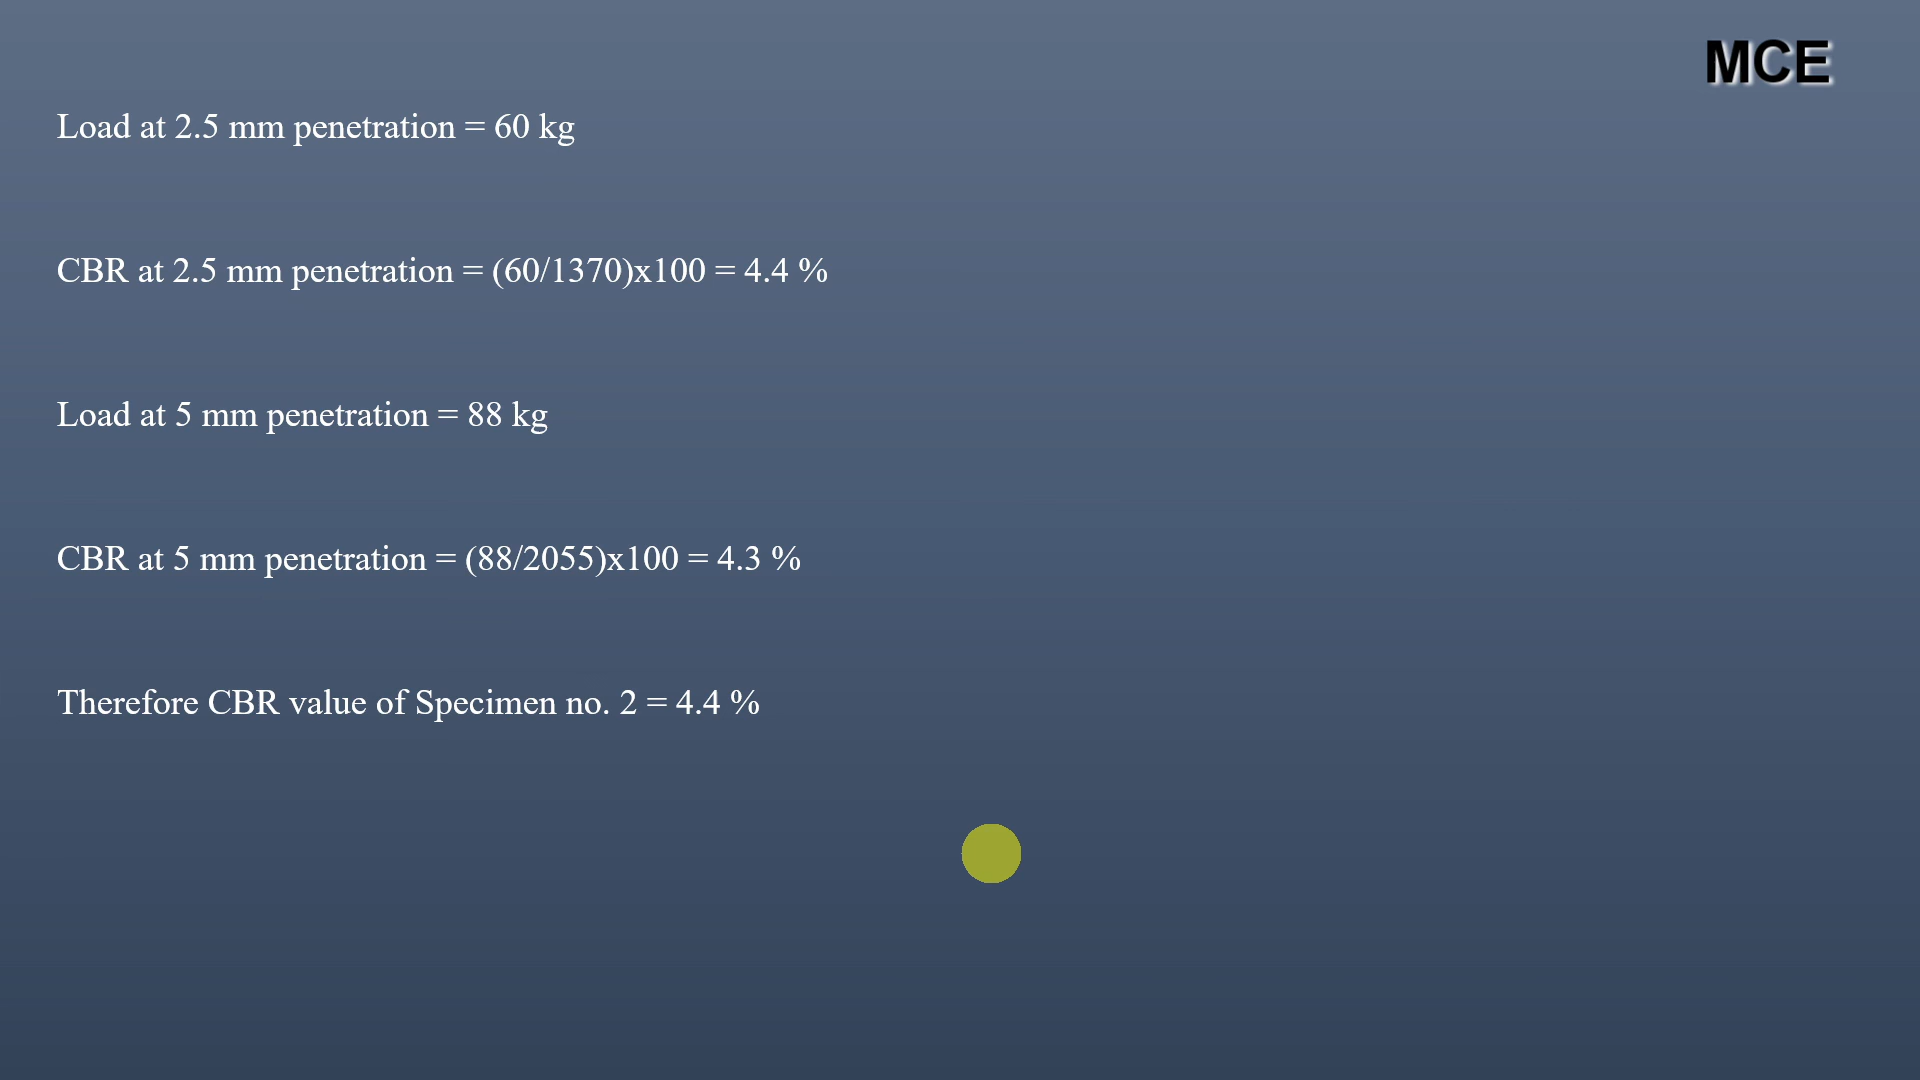 MCE
Load at 2.5 mm penetration = 60 kg
CBR at 2.5 mm penetration = (60/1370)x100 = 4.4 %
Load at 5 mm penetration = 88 kg
CBR at 5 mm penetration = (88/2055)x100 = 4.3 %
Therefore CBR value of Specimen no. 2 = 4.4 %